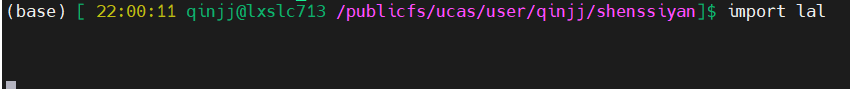 (base) [ 22:00:11 qinjj@lxslc713 /publicfs/ucas/user/qinjj/shenssiyan]$ import lal